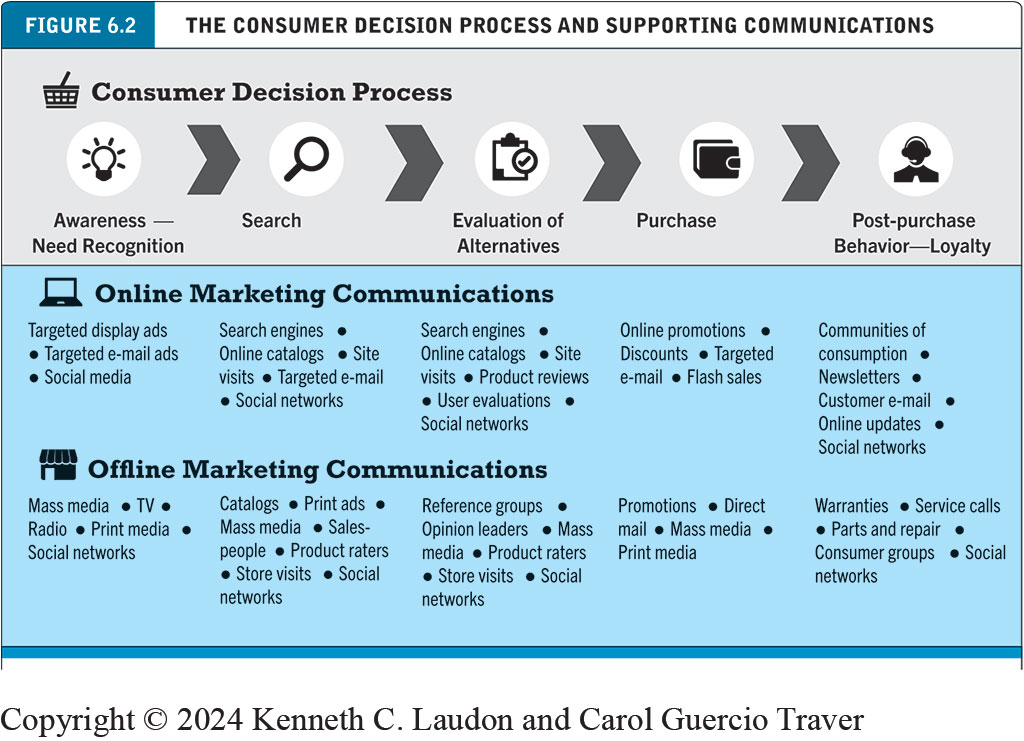 FIGURE 6.2 THE CONSUMER DECISION PROCESS AND SUPPORTING COMMUNICATIONS
Consumer Decision Process
Awareness —
Need Recognition
Search
Evaluation of
Alternatives
Purchase
Post-purchase
Behavior—Loyalty
Online Marketing Communications
Targeted display ads
● Targeted e-mail ads
● Social media
Search engines ●
Online catalogs ● Site
visits ● Targeted e-mail
● Social networks
Search engines ●
Online catalogs ● Site
visits ● Product reviews
● User evaluations ●
Social networks
Online promotions ●
Discounts ● Targeted
e-mail ● Flash sales
Communities of
consumption ●
Newsletters ●
Customer e-mail ●
Online updates ●
Social networks
Offline Marketing Communications
Mass media ● TV ●
Radio ● Print media ●
Social networks
Catalogs ● Print ads ●
Mass media ● Sales-
people ● Product raters
● Store visits ● Social
networks
Reference groups ●
Opinion leaders ● Mass
media ● Product raters
● Store visits ● Social
networks
Promotions ● Direct
mail ● Mass media ●
Print media
Warranties ● Service calls
● Parts and repair ●
Consumer groups ● Social
networks
Copyright © 2024 Kenneth C. Laudon and Carol Guercio Traver